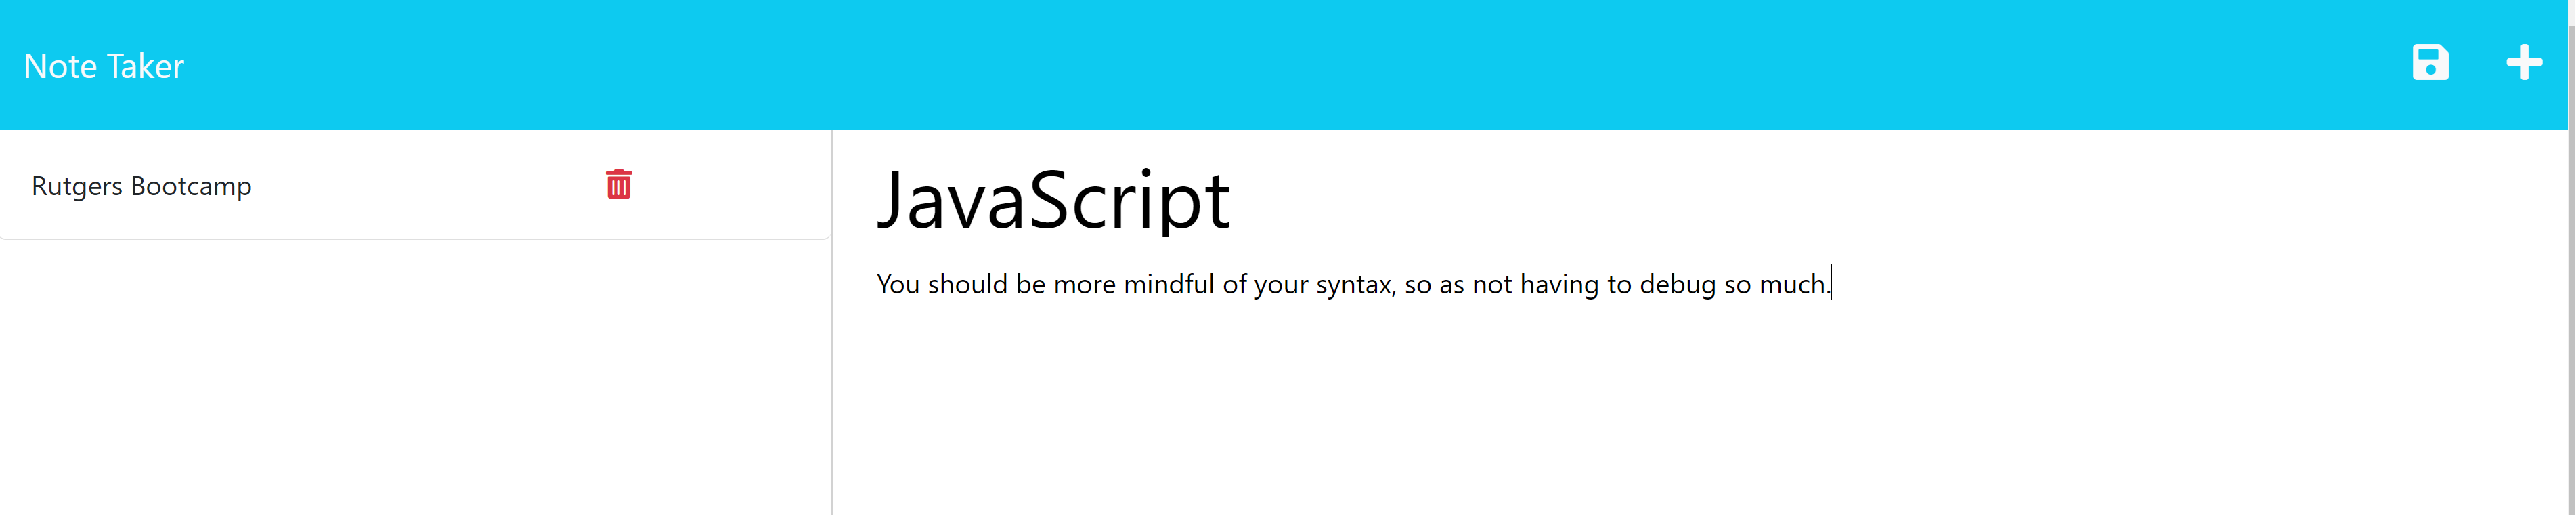 Note Taker
Rutgers Bootcamp
JavaScript
You should be more mindful of your syntax, so as not having to debug so much.